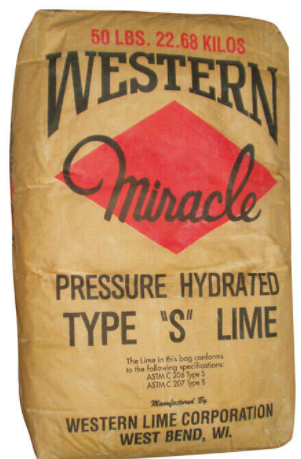 50 LBS. 22.68 KILOS
WESTERN
Miracle
PRESSURE HYDRATED
TYPE "S" LIME
The Lime in this bag conforms
to the following specifications:
ASTM C 206 Type S
ASTM C 207 Type S
Manufactured By
WESTERN LIME CORPORATION
WEST BEND, WI.